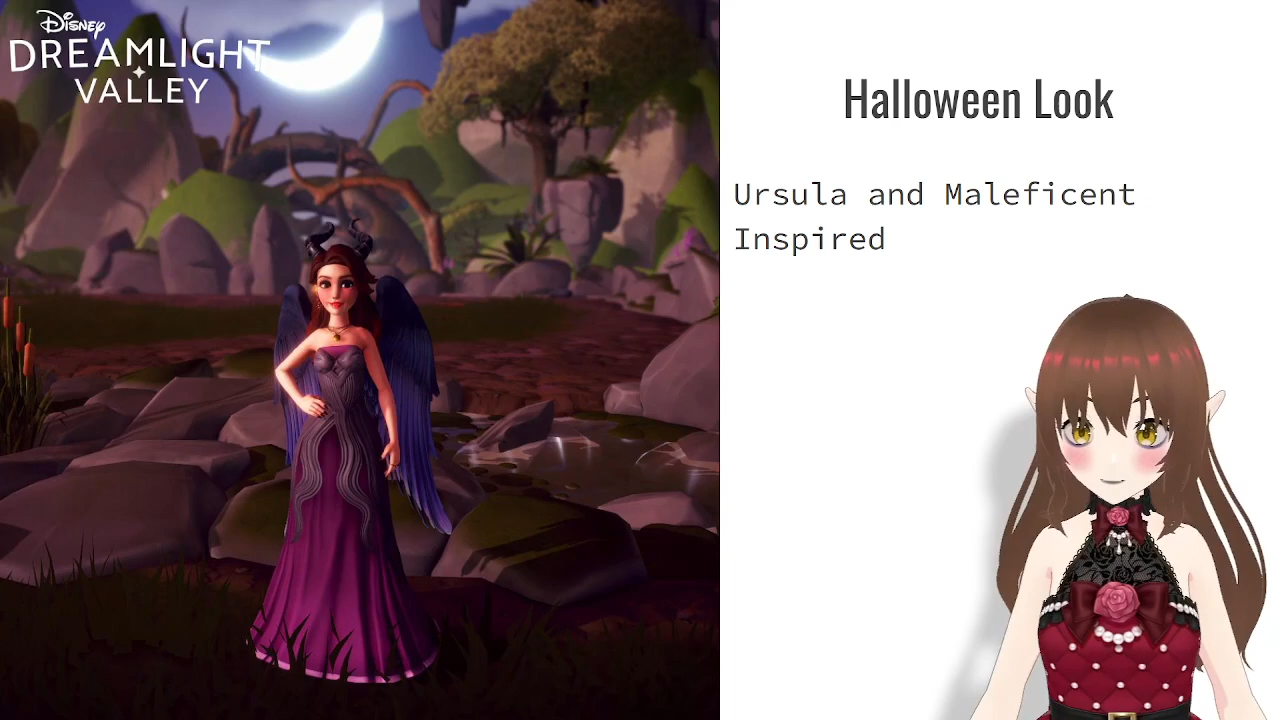 Disney
DREAMLIGHT
VALLEY
Halloween Look
Ursula and Maleficent
Inspired